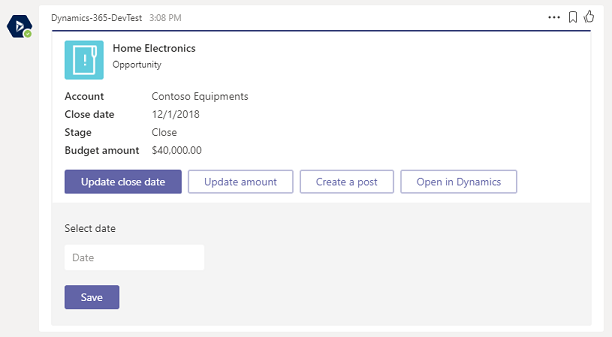 Dynamics-365-DevTest 3:08 PM
Home Electronics
Opportunity
Account Contoso Equipments
Close date 12/1/2018
Stage Close
Budget amount $40,000.00
Update close date Update amount Create a post Open in Dynamics
Select date
Date
Save